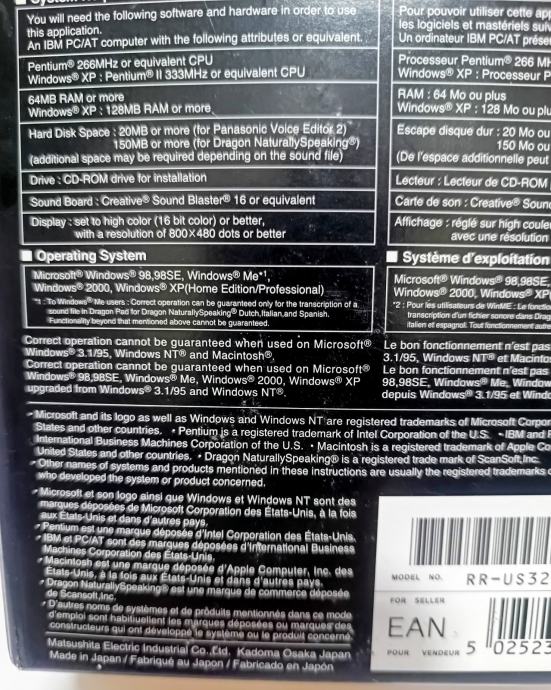 You will need the following software and hardware in order to use
this application.
An IBM PC/AT computer with the following attributes or equivalent.
Pentium® 266MHz or equivalent CPU
Windows® XP : Pentium® II 333MHz or equivalent CPU
64MB RAM or more
Windows® XP : 128MB RAM or more
Hard Disk Space : 20MB or more (for Panasonic Voice Editor 2)
150MB or more (for Dragon NaturallySpeaking®)
(additional space may be required depending on the sound file)
Drive : CD-ROM drive for installation
Sound Board : Creative® Sound Blaster® 16 or equivalent
Display : set to high color (16 bit color) or better,
with a resolution of 800×480 dots or better
■ Operating System
Microsoft® Windows® 98,98SE, Windows® Me*1,
Windows® 2000, Windows® XP(Home Edition/Professional)
*1 : To Windows® Me users : Correct operation can be guaranteed only for the transcription of a
sound file in Dragon Pad for Dragon NaturallySpeaking® Dutch,Italian,and Spanish.
Functionality beyond that mentioned above cannot be guaranteed.
Correct operation cannot be guaranteed when used on Microsoft®
Windows® 3.1/95, Windows NT® and Macintosh®.
Correct operation cannot be guaranteed when used on Microsoft®
Windows® 98,98SE, Windows® Me, Windows® 2000, Windows® XP
upgraded from Windows® 3.1/95 and Windows NT®.
Pour pouvoir utiliser cette
les logiciels et matériels
Un ordinateur IBM PC/AT
Processeur Pentium® 266
Windows® XP : Processeur
RAM : 64 Mo ou plus
Windows® XP : 128 Mo ou
Escape disque dur : 20 Mo ou
150 Mo ou
(De l'espace additionnelle peut
Lecteur : Lecteur de CD-ROM
Carte de son : Creative®
Affichage : réglé sur high
avec une résolution
■ Système d'exploitation
Microsoft® Windows® 98,98SE,
Windows® 2000, Windows®
*2 : Pour les utilisateurs de WinME : Le
transcription d'un fichier sonore dans
italien et espagnol. Tout fonctionnement
Le bon fonctionnement n'est pas
3.1/95, Windows NT® et
Le bon fonctionnement n'est pas
98,98SE, Windows® Me,
depuis Windows® 3.1/95 et
• Microsoft and its logo as well as Windows and Windows NT are registered trademarks of Microsoft
States and other countries. • Pentium is a registered trademark of Intel Corporation of the U.S. • IBM and
International Business Machines Corporation of the U.S. • Macintosh is a registered trademark of Apple
United States and other countries. • Dragon NaturallySpeaking® is a registered trade mark of ScanSoft,Inc.
• Other names of systems and products mentioned in these instructions are usually the registered trademarks
who developed the system or product concerned.
• Microsoft et son logo ainsi que Windows et Windows NT sont des
marques déposées de Microsoft Corporation des États-Unis, à la fois
aux États-Unis et dans d'autres pays.
• Pentium est une marque déposée d'Intel Corporation des États-Unis.
• IBM et PC/AT sont des marques déposées d'International Business
Machines Corporation des États-Unis.
• Macintosh est une marque déposée d'Apple Computer, Inc. des
États-Unis, à la fois aux États-Unis et dans d'autres pays.
• Dragon NaturallySpeaking® est une marque de commerce déposée
de Scansoft,Inc.
• D'autres noms de systèmes et de produits mentionnés dans ce mode
d'emploi sont habituellement les marques déposées ou marques des
constructeurs qui ont développé le système ou le produit concerné.
Matsushita Electric Industrial Co.,Ltd. Kadoma Osaka Japan
Made in Japan / Fabriqué au Japon / Fabricado en Japón
MODEL NO. RR-US32
FOR SELLER
EAN
POUR VENDEUR 5 02523